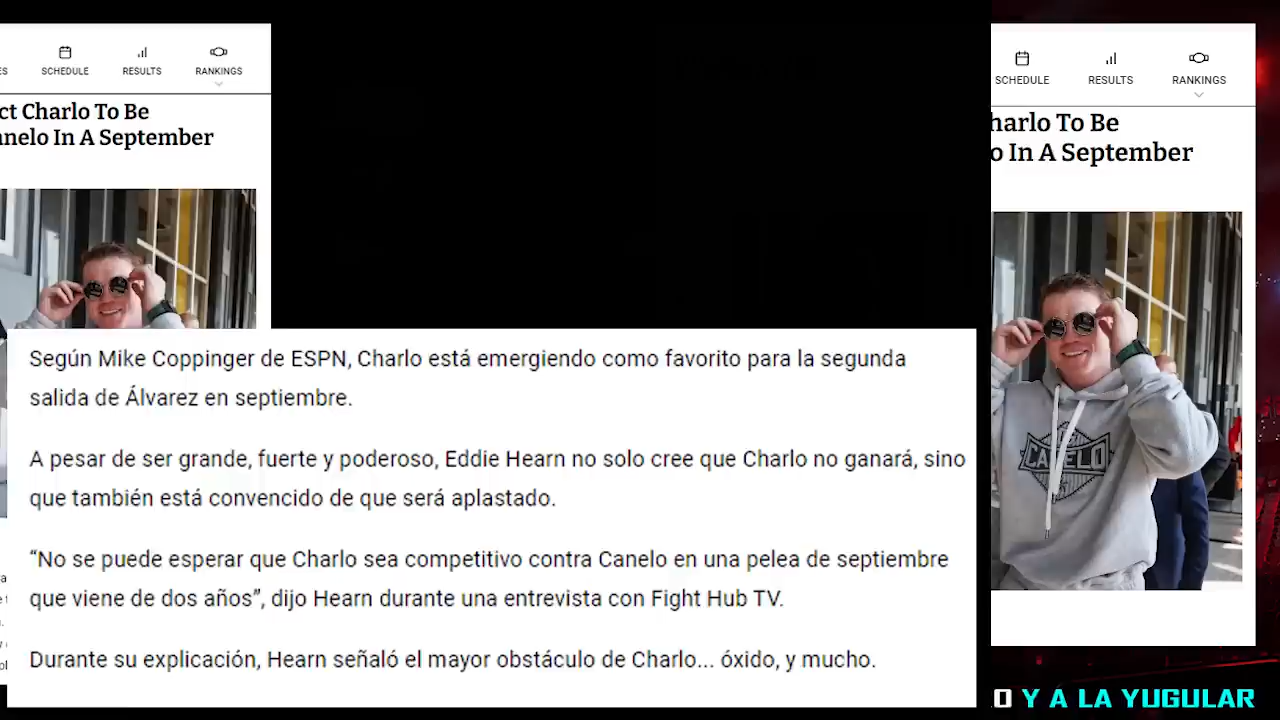 ES
SCHEDULE
RESULTS
RANKINGS
ct Charlo To Be
nelo In A September
SCHEDULE
RESULTS
RANKINGS
harlo To Be
o In A September
CANELO
Según Mike Coppinger de ESPN, Charlo está emergiendo como favorito para la segunda
salida de Álvarez en septiembre.
A pesar de ser grande, fuerte y poderoso, Eddie Hearn no solo cree que Charlo no ganará, sino
que también está convencido de que será aplastado.
“No se puede esperar que Charlo sea competitivo contra Canelo en una pelea de septiembre
que viene de dos años”, dijo Hearn durante una entrevista con Fight Hub TV.
Durante su explicación, Hearn señaló el mayor obstáculo de Charlo... óxido, y mucho.
O Y A LA YUGULAR